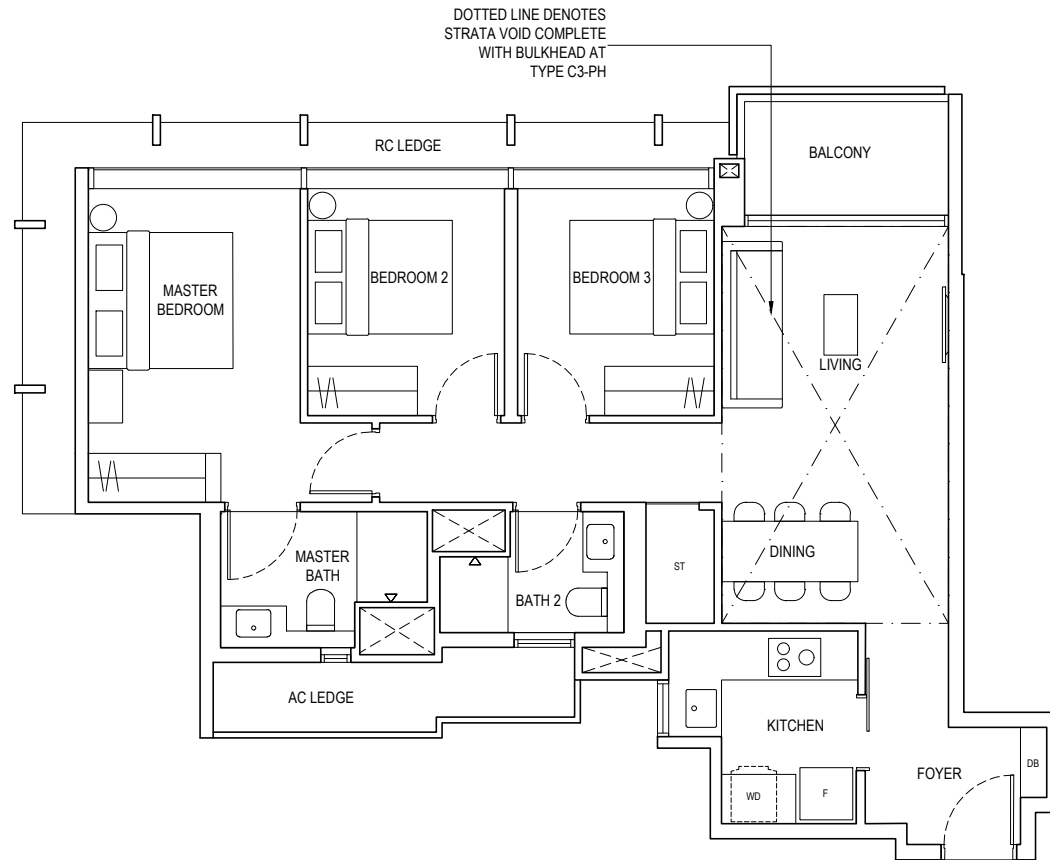 DOTTED LINE DENOTES
STRATA VOID COMPLETE
WITH BULKHEAD AT
TYPE C3-PH
RC LEDGE
BALCONY
MASTER
BEDROOM
BEDROOM 2
BEDROOM 3
LIVING
MASTER
BATH
BATH 2
ST
DINING
AC LEDGE
KITCHEN
FOYER
DB
WD
F